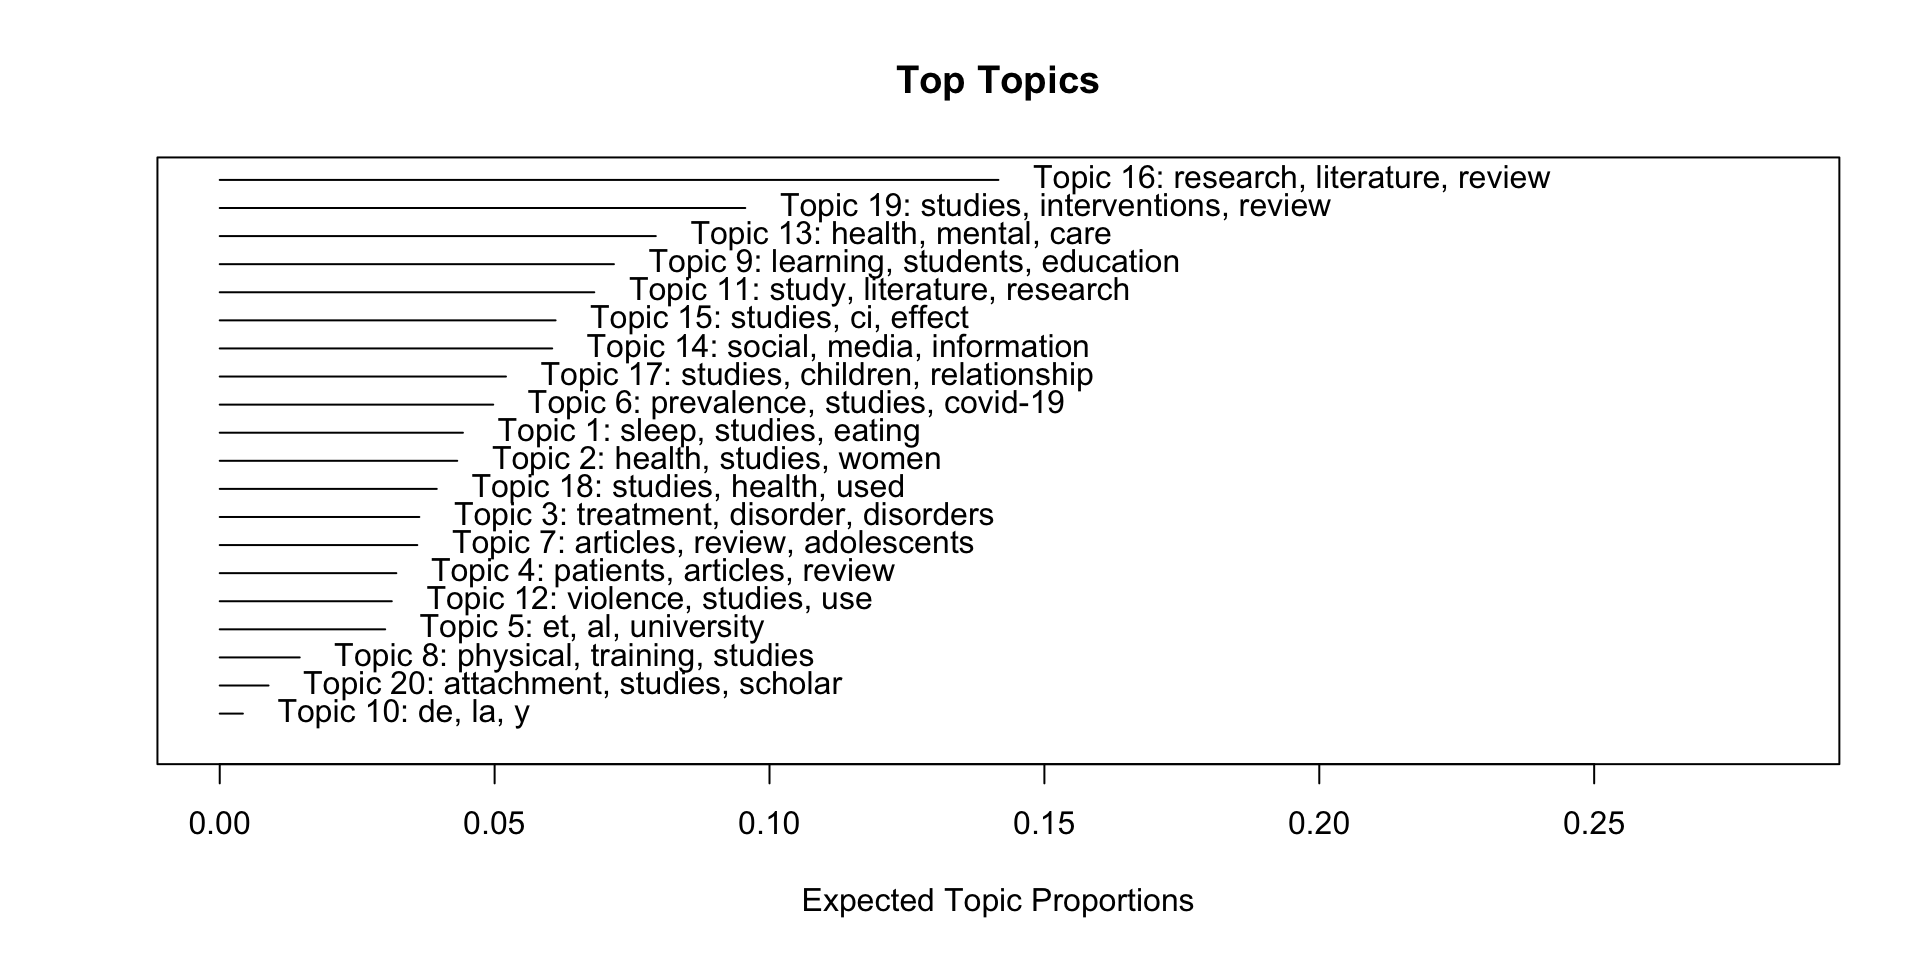 Top Topics
Topic 16: research, literature, review
Topic 19: studies, interventions, review
Topic 13: health, mental, care
Topic 9: learning, students, education
Topic 11: study, literature, research
Topic 15: studies, ci, effect
Topic 14: social, media, information
Topic 17: studies, children, relationship
Topic 6: prevalence, studies, covid-19
Topic 1: sleep, studies, eating
Topic 2: health, studies, women
Topic 18: studies, health, used
Topic 3: treatment, disorder, disorders
Topic 7: articles, review, adolescents
Topic 4: patients, articles, review
Topic 12: violence, studies, use
Topic 5: et, al, university
Topic 8: physical, training, studies
Topic 20: attachment, studies, scholar
Topic 10: de, la, y
0.00 0.05 0.10 0.15 0.20 0.25
Expected Topic Proportions